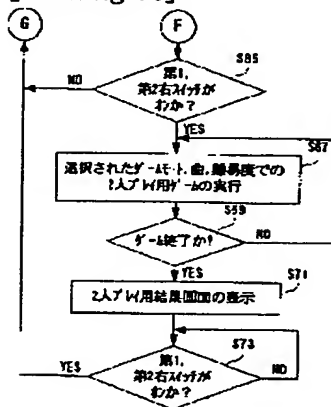 G
F
S65
第1,
第2右スイッチが
オンか?
NO
YES
S67
選択されたゲームモード、曲、難易度での
2人プレイ用ゲームの実行
S69
ゲーム終了か?
NO
YES
S71
2人プレイ用結果画面の表示
S73
第1,
第2右スイッチが
オンか?
YES
NO